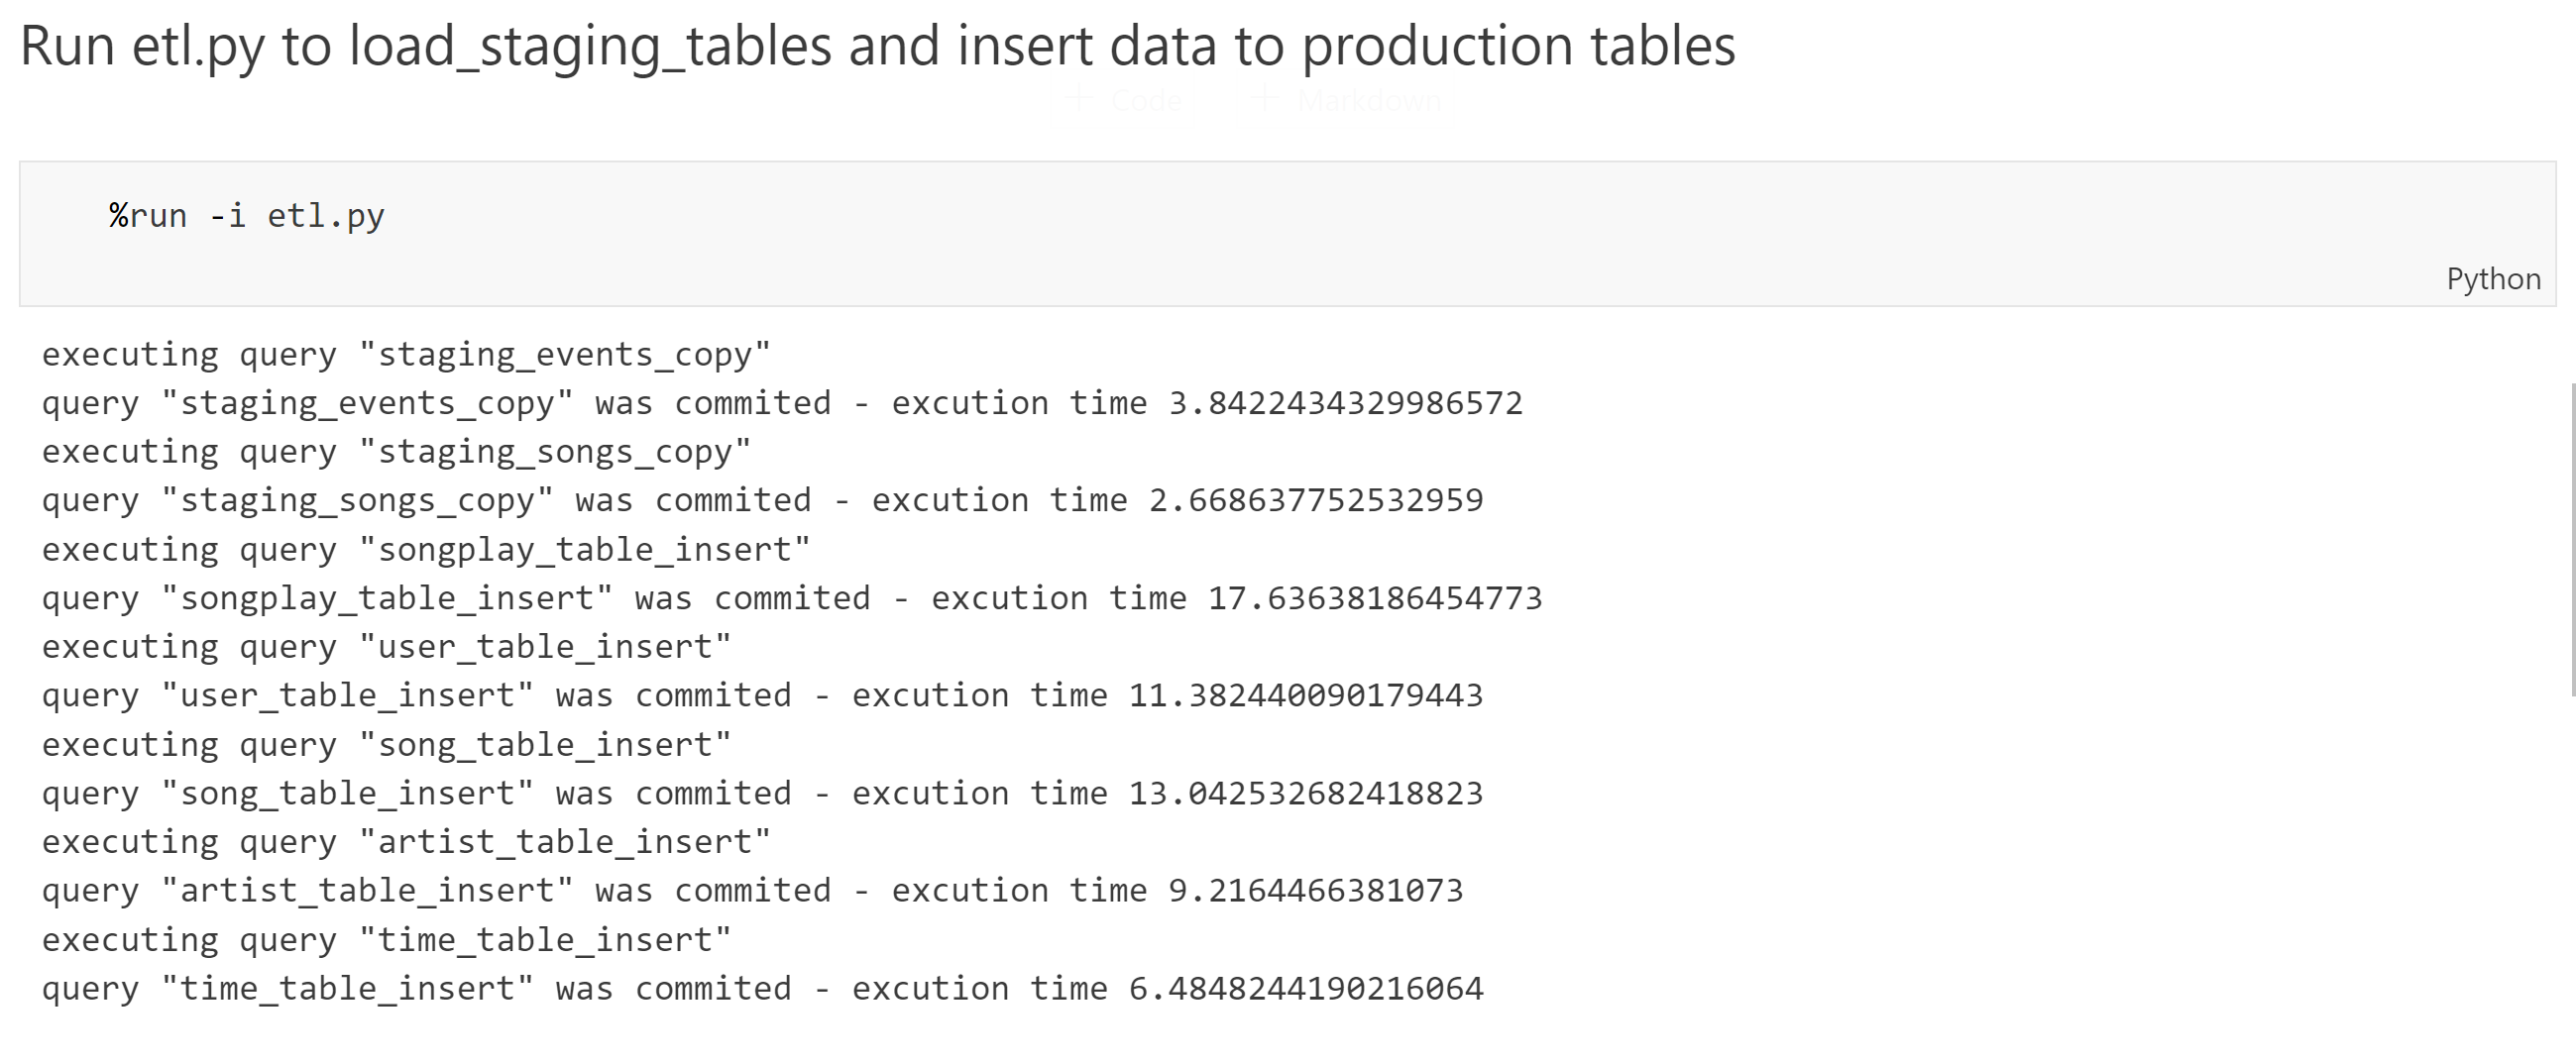 Run etl.py to load_staging_tables and insert data to production tables
+ Code + Markdown
%run -i etl.py
Python
executing query "staging_events_copy"
query "staging_events_copy" was commited - excution time 3.8422434329986572
executing query "staging_songs_copy"
query "staging_songs_copy" was commited - excution time 2.668637752532959
executing query "songplay_table_insert"
query "songplay_table_insert" was commited - excution time 17.63638186454773
executing query "user_table_insert"
query "user_table_insert" was commited - excution time 11.382440090179443
executing query "song_table_insert"
query "song_table_insert" was commited - excution time 13.042532682418823
executing query "artist_table_insert"
query "artist_table_insert" was commited - excution time 9.2164466381073
executing query "time_table_insert"
query "time_table_insert" was commited - excution time 6.4848244190216064